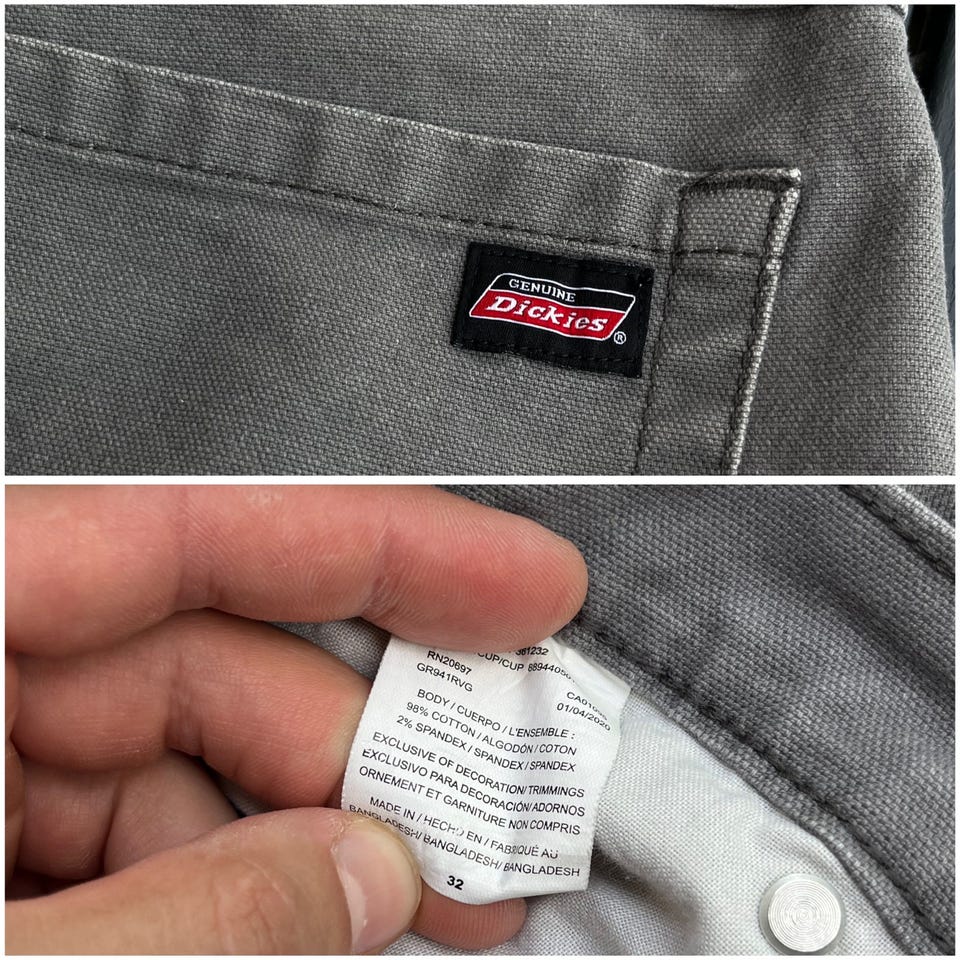 GENUINE
Dickies
®
361232
RN20697 CUP/CUP
GR941RVG
01/04/2020
BODY / CUERPO / L'ENSEMBLE :
98% COTTON / ALGODÓN / COTON
2% SPANDEX / SPANDEX / SPANDEX
EXCLUSIVE OF DECORATION/ TRIMMINGS
EXCLUSIVO PARA DECORACIÓN/ ADORNOS
ORNEMENT ET GARNITURE NON COMPRIS
MADE IN / HECHO EN / FABRIQUÉ AU
BANGLADESH/ BANGLADESH/ BANGLADESH
32